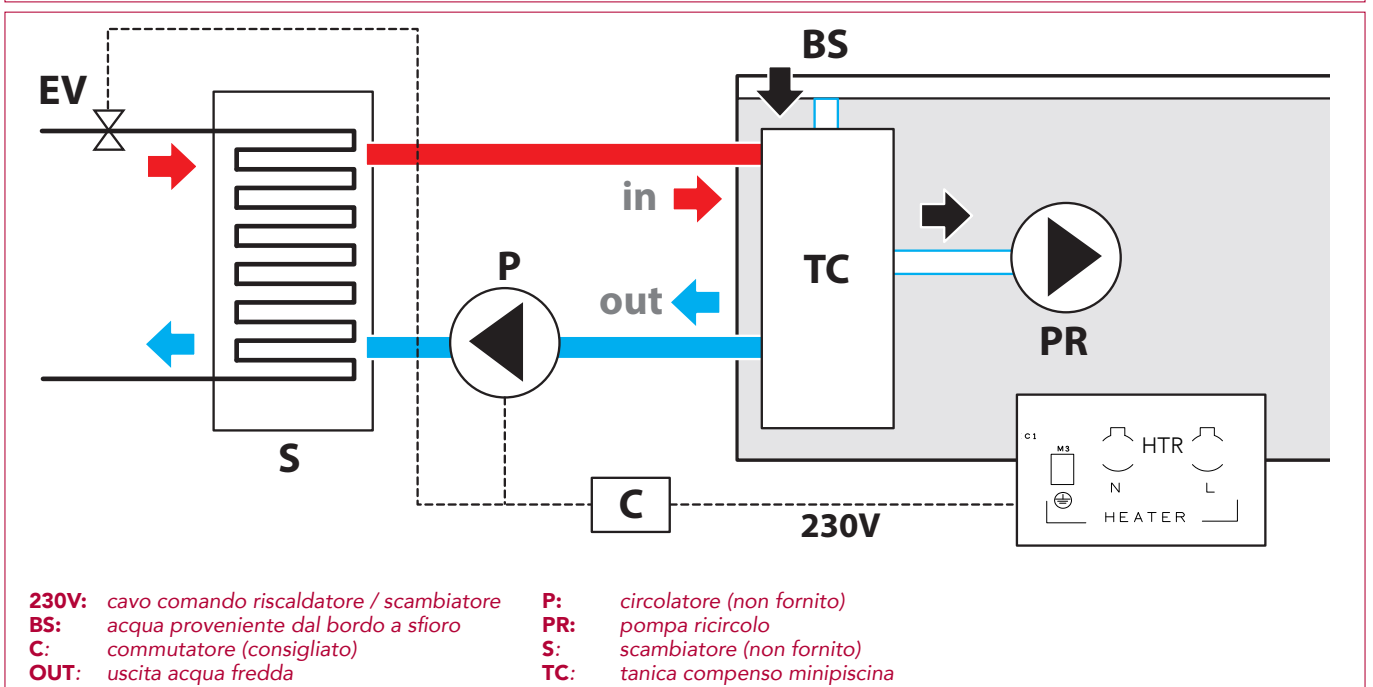 BS
EV
in
P
TC
out
PR
S
C1
M3
HTR
N L
HEATER
C
230V
230V: cavo comando riscaldatore / scambiatore
BS: acqua proveniente dal bordo a sfioro
C: commutatore (consigliato)
OUT: uscita acqua fredda
P: circolatore (non fornito)
PR: pompa ricircolo
S: scambiatore (non fornito)
TC: tanica compenso minipiscina